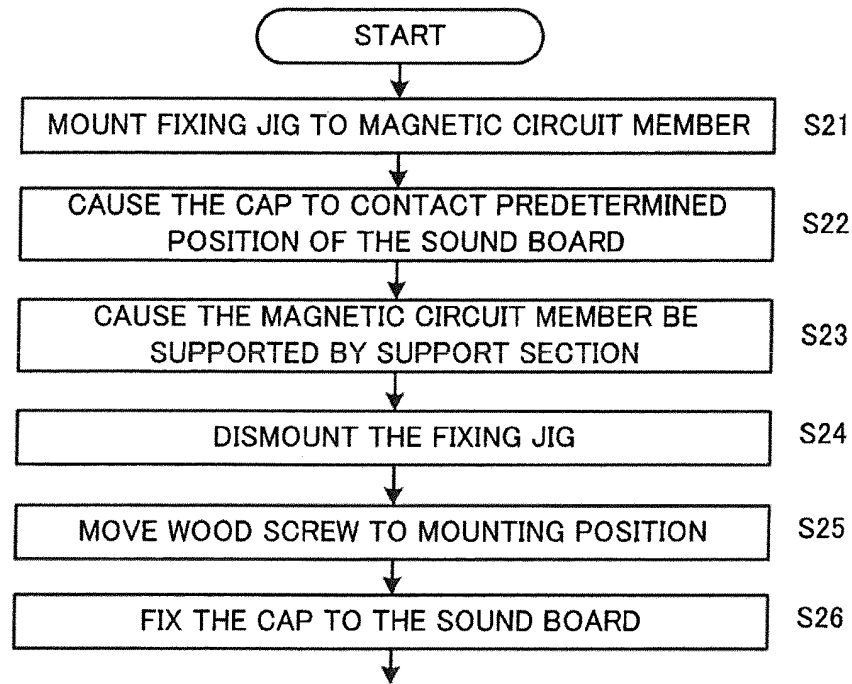 START
MOUNT FIXING JIG TO MAGNETIC CIRCUIT MEMBER S21
CAUSE THE CAP TO CONTACT PREDETERMINED
POSITION OF THE SOUND BOARD S22
CAUSE THE MAGNETIC CIRCUIT MEMBER BE
SUPPORTED BY SUPPORT SECTION S23
DISMOUNT THE FIXING JIG S24
MOVE WOOD SCREW TO MOUNTING POSITION S25
FIX THE CAP TO THE SOUND BOARD S26